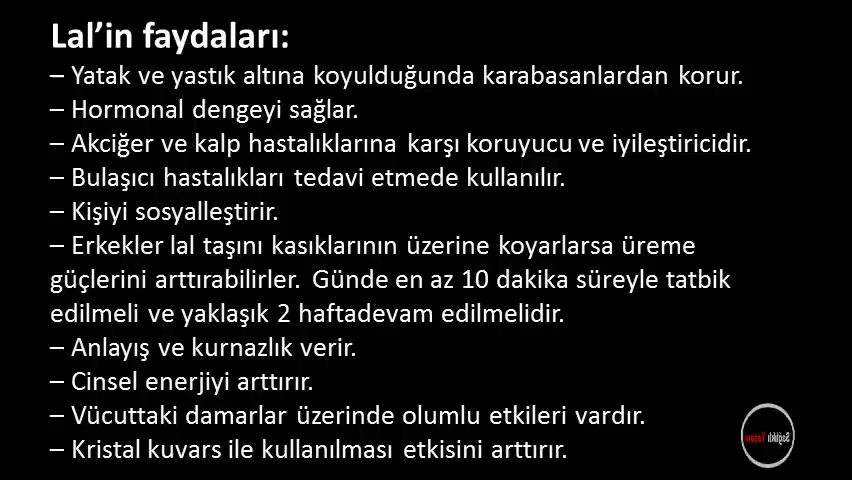 Lal’in faydaları:
– Yatak ve yastık altına koyulduğunda karabasanlardan korur.
– Hormonal dengeyi sağlar.
– Akciğer ve kalp hastalıklarına karşı koruyucu ve iyileştiricidir.
– Bulaşıcı hastalıkları tedavi etmede kullanılır.
– Kişiyi sosyalleştirir.
– Erkekler lal taşını kasıklarının üzerine koyarlarsa üreme
güçlerini arttırabilirler. Günde en az 10 dakika süreyle tatbik
edilmeli ve yaklaşık 2 haftadevam edilmelidir.
– Anlayış ve kurnazlık verir.
– Cinsel enerjiyi arttırır.
– Vücuttaki damarlar üzerinde olumlu etkileri vardır.
– Kristal kuvars ile kullanılması etkisini arttırır.
Sağlıklı Yaşam